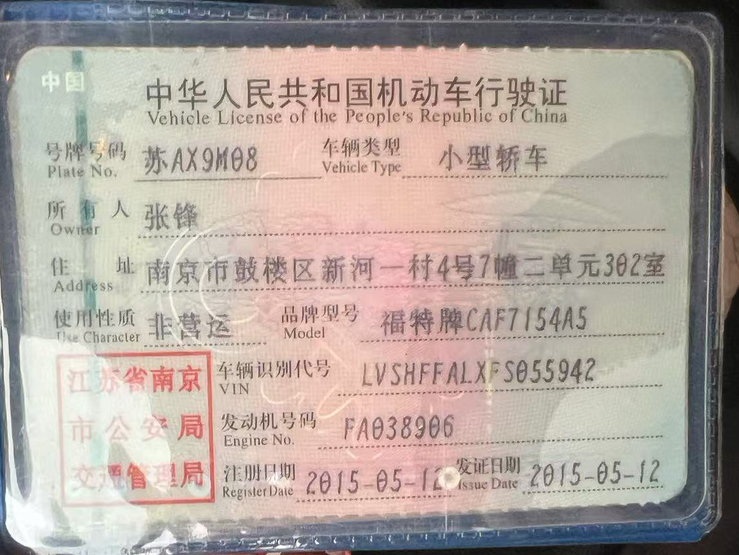 中国
中华人民共和国机动车行驶证
Vehicle License of the People's Republic of China
号牌号码 苏AX9M08 车辆类型 小型轿车
Plate No. Vehicle Type
所有人 张锋
Owner
住址 南京市鼓楼区新河一村4号7幢二单元302室
Address
使用性质 非营运 品牌型号 福特牌CAF7154A5
Use Character Model
江苏省南京
市公安局
交通管理局
车辆识别代号 LVSHFFALXFS055942
VIN
发动机号码 FA038906
Engine No.
注册日期 2015-05-12 发证日期 2015-05-12
Register Date Issue Date